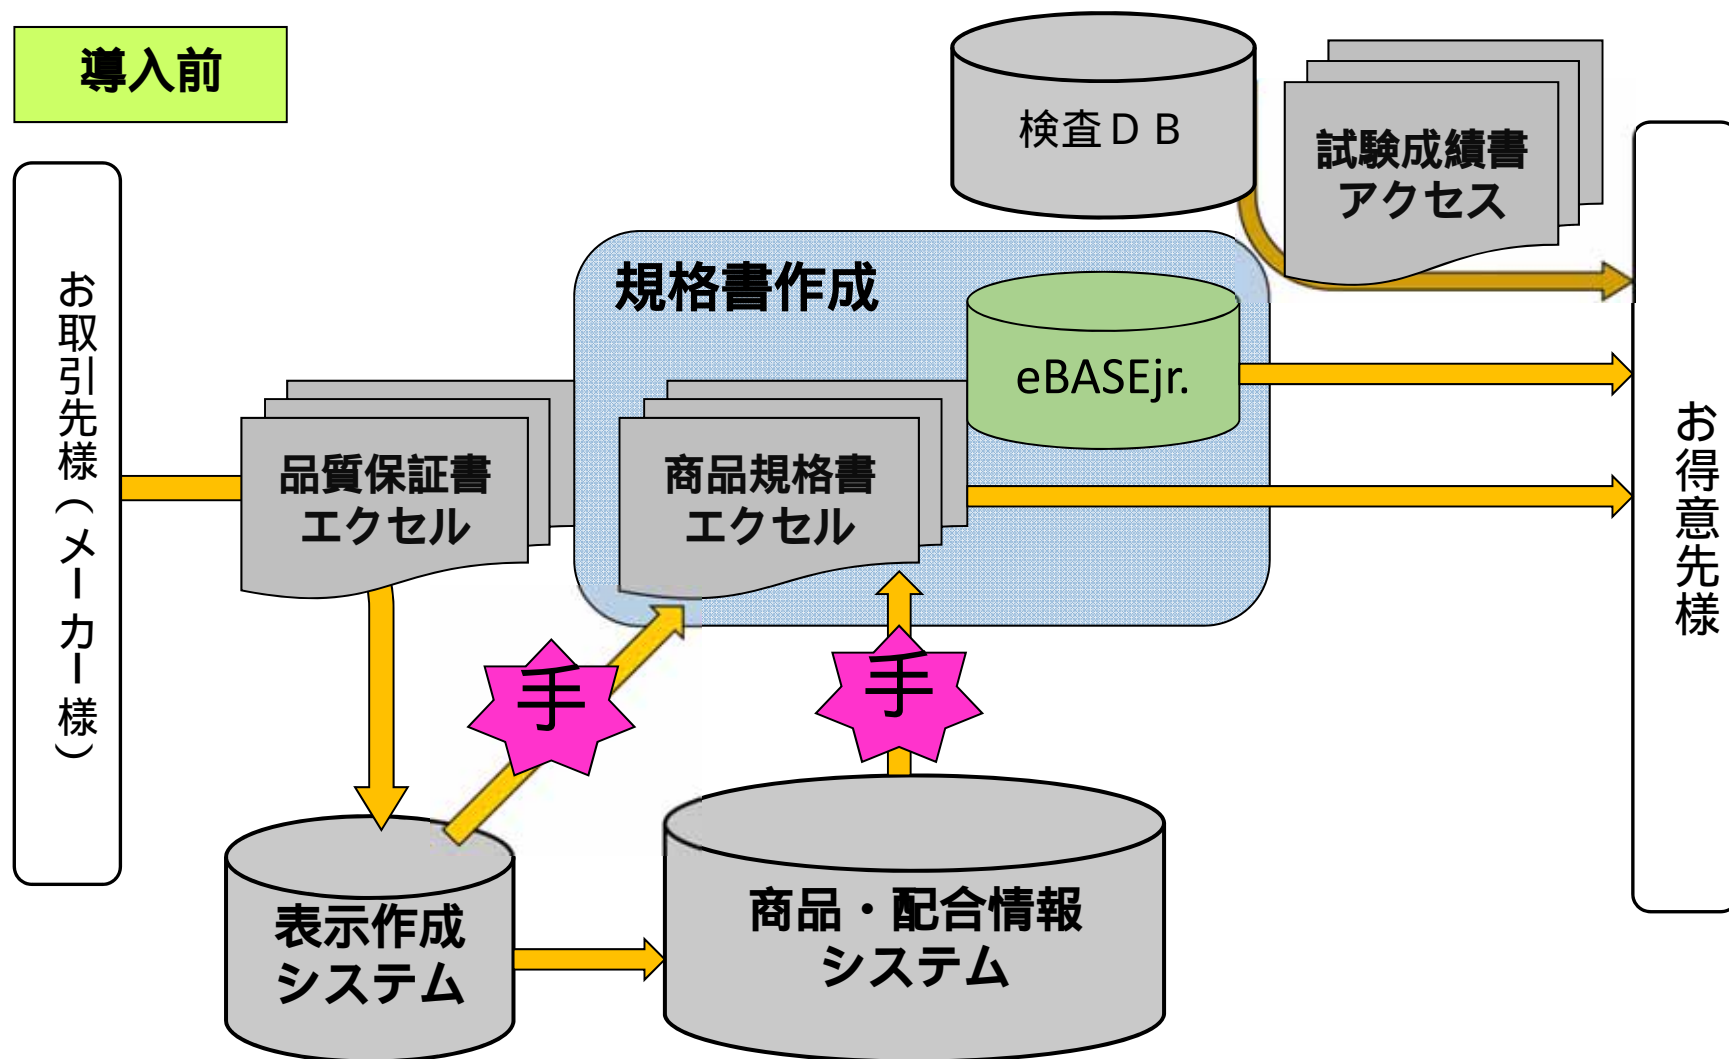 導入前
検査ＤＢ
試験成績書
アクセス
お取引先様（メーカー様）
規格書作成
eBASEjr.
品質保証書
エクセル
商品規格書
エクセル
お得意先様
手
手
表示作成
システム
商品・配合情報
システム